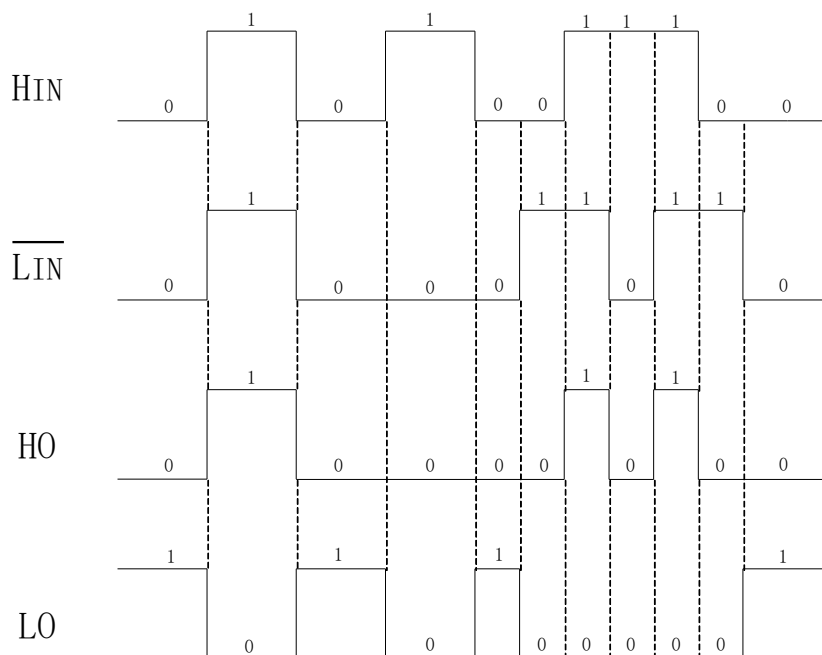 1 1 1 1 1
HIN 0 0 0 0 0 0
1 1 1 1 1
LIN 0 0 0 0 0 0
1 1 1
HO 0 0 0 0 0 0 0 0
1 1 1 1
LO 0 0 0 0 0 0 0